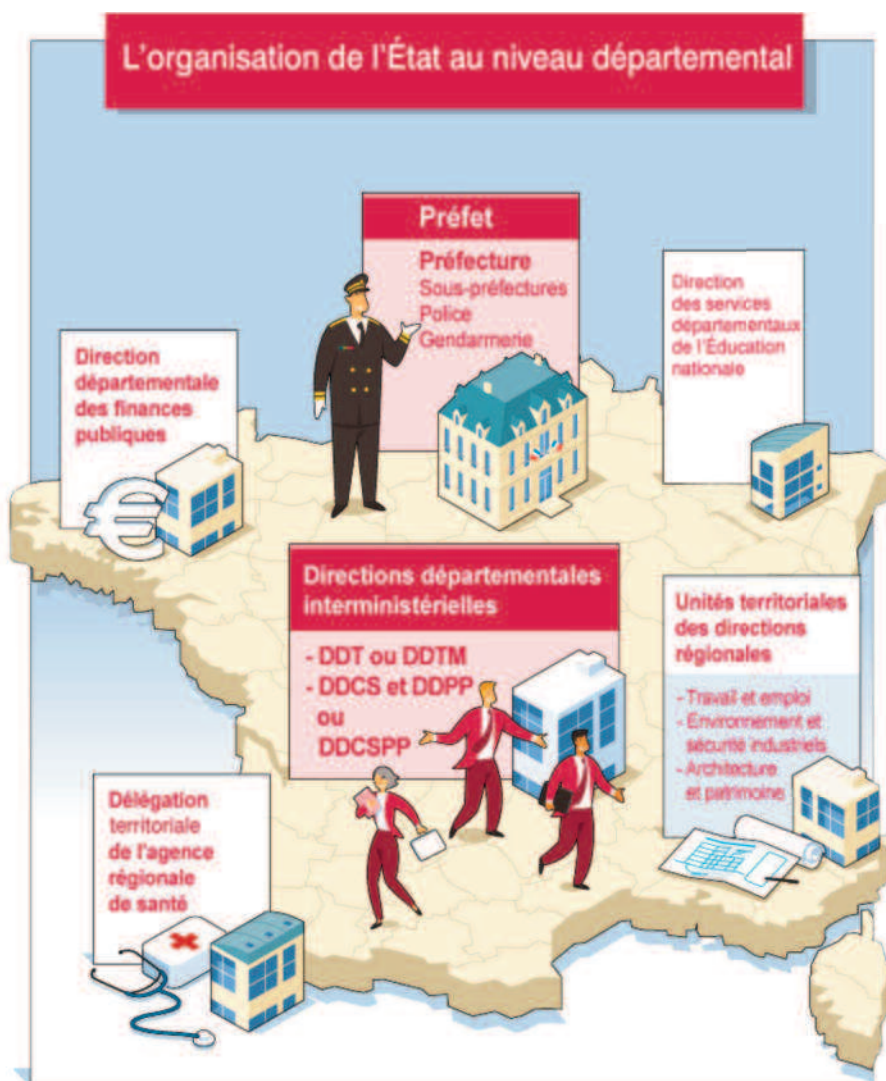 L'organisation de l'État au niveau départemental
Préfet
Préfecture
Sous-préfectures
Police
Gendarmerie
Direction
des services
départementaux
de l'Éducation
nationale
Direction
départementale
des finances
publiques
€
Directions départementales
interministérielles
- DDT ou DDTM
- DDCS et DDPP
ou
DDCSPP
Unités territoriales
des directions
régionales
- Travail et emploi
- Environnement et
sécurité industriels
- Architecture
et patrimoine
Délégation
territoriale
de l'agence
régionale
de santé